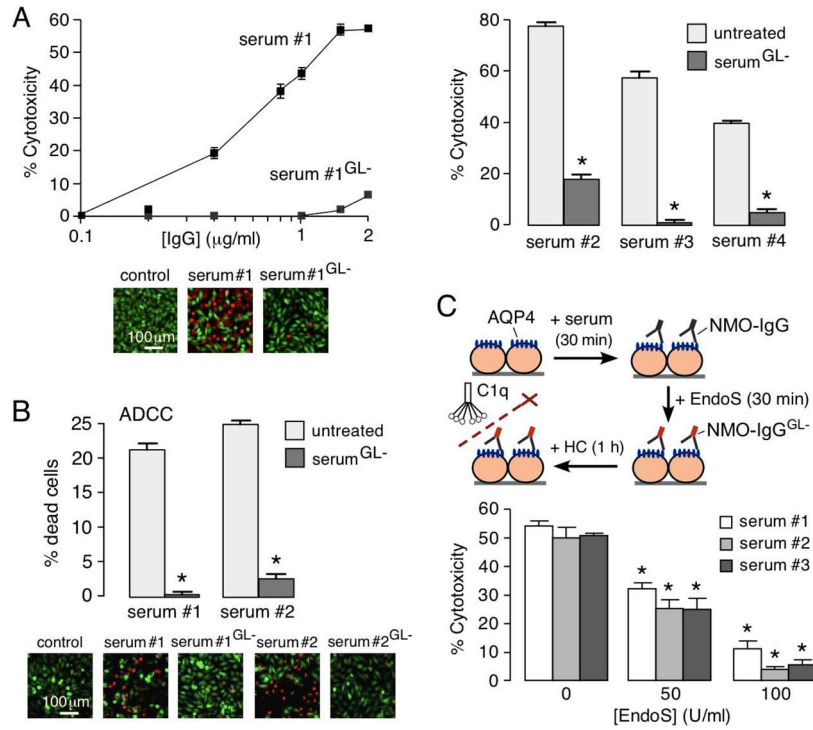 A
60
50
40
30
20
10
0
% Cytotoxicity
serum #1
serum #1GL-
0.1
1
2
[IgG] (μg/ml)
control
serum#1
serum#1GL-
100μm
80
60
40
20
0
% Cytotoxicity
untreated
serumGL-
*
*
*
serum #2
serum #3
serum #4
B
ADCC
25
20
15
10
5
0
% dead cells
untreated
serumGL-
*
*
serum #1
serum #2
control
serum#1
serum#1GL-
serum#2
serum#2GL-
100μm
C
AQP4
+ serum
(30 min)
NMO-IgG
+ EndoS (30 min)
NMO-IgGGL-
+ HC (1 h)
C1q
60
50
40
30
20
10
0
% Cytotoxicity
serum #1
serum #2
serum #3
* * *
* * *
0
50
100
[EndoS] (U/ml)